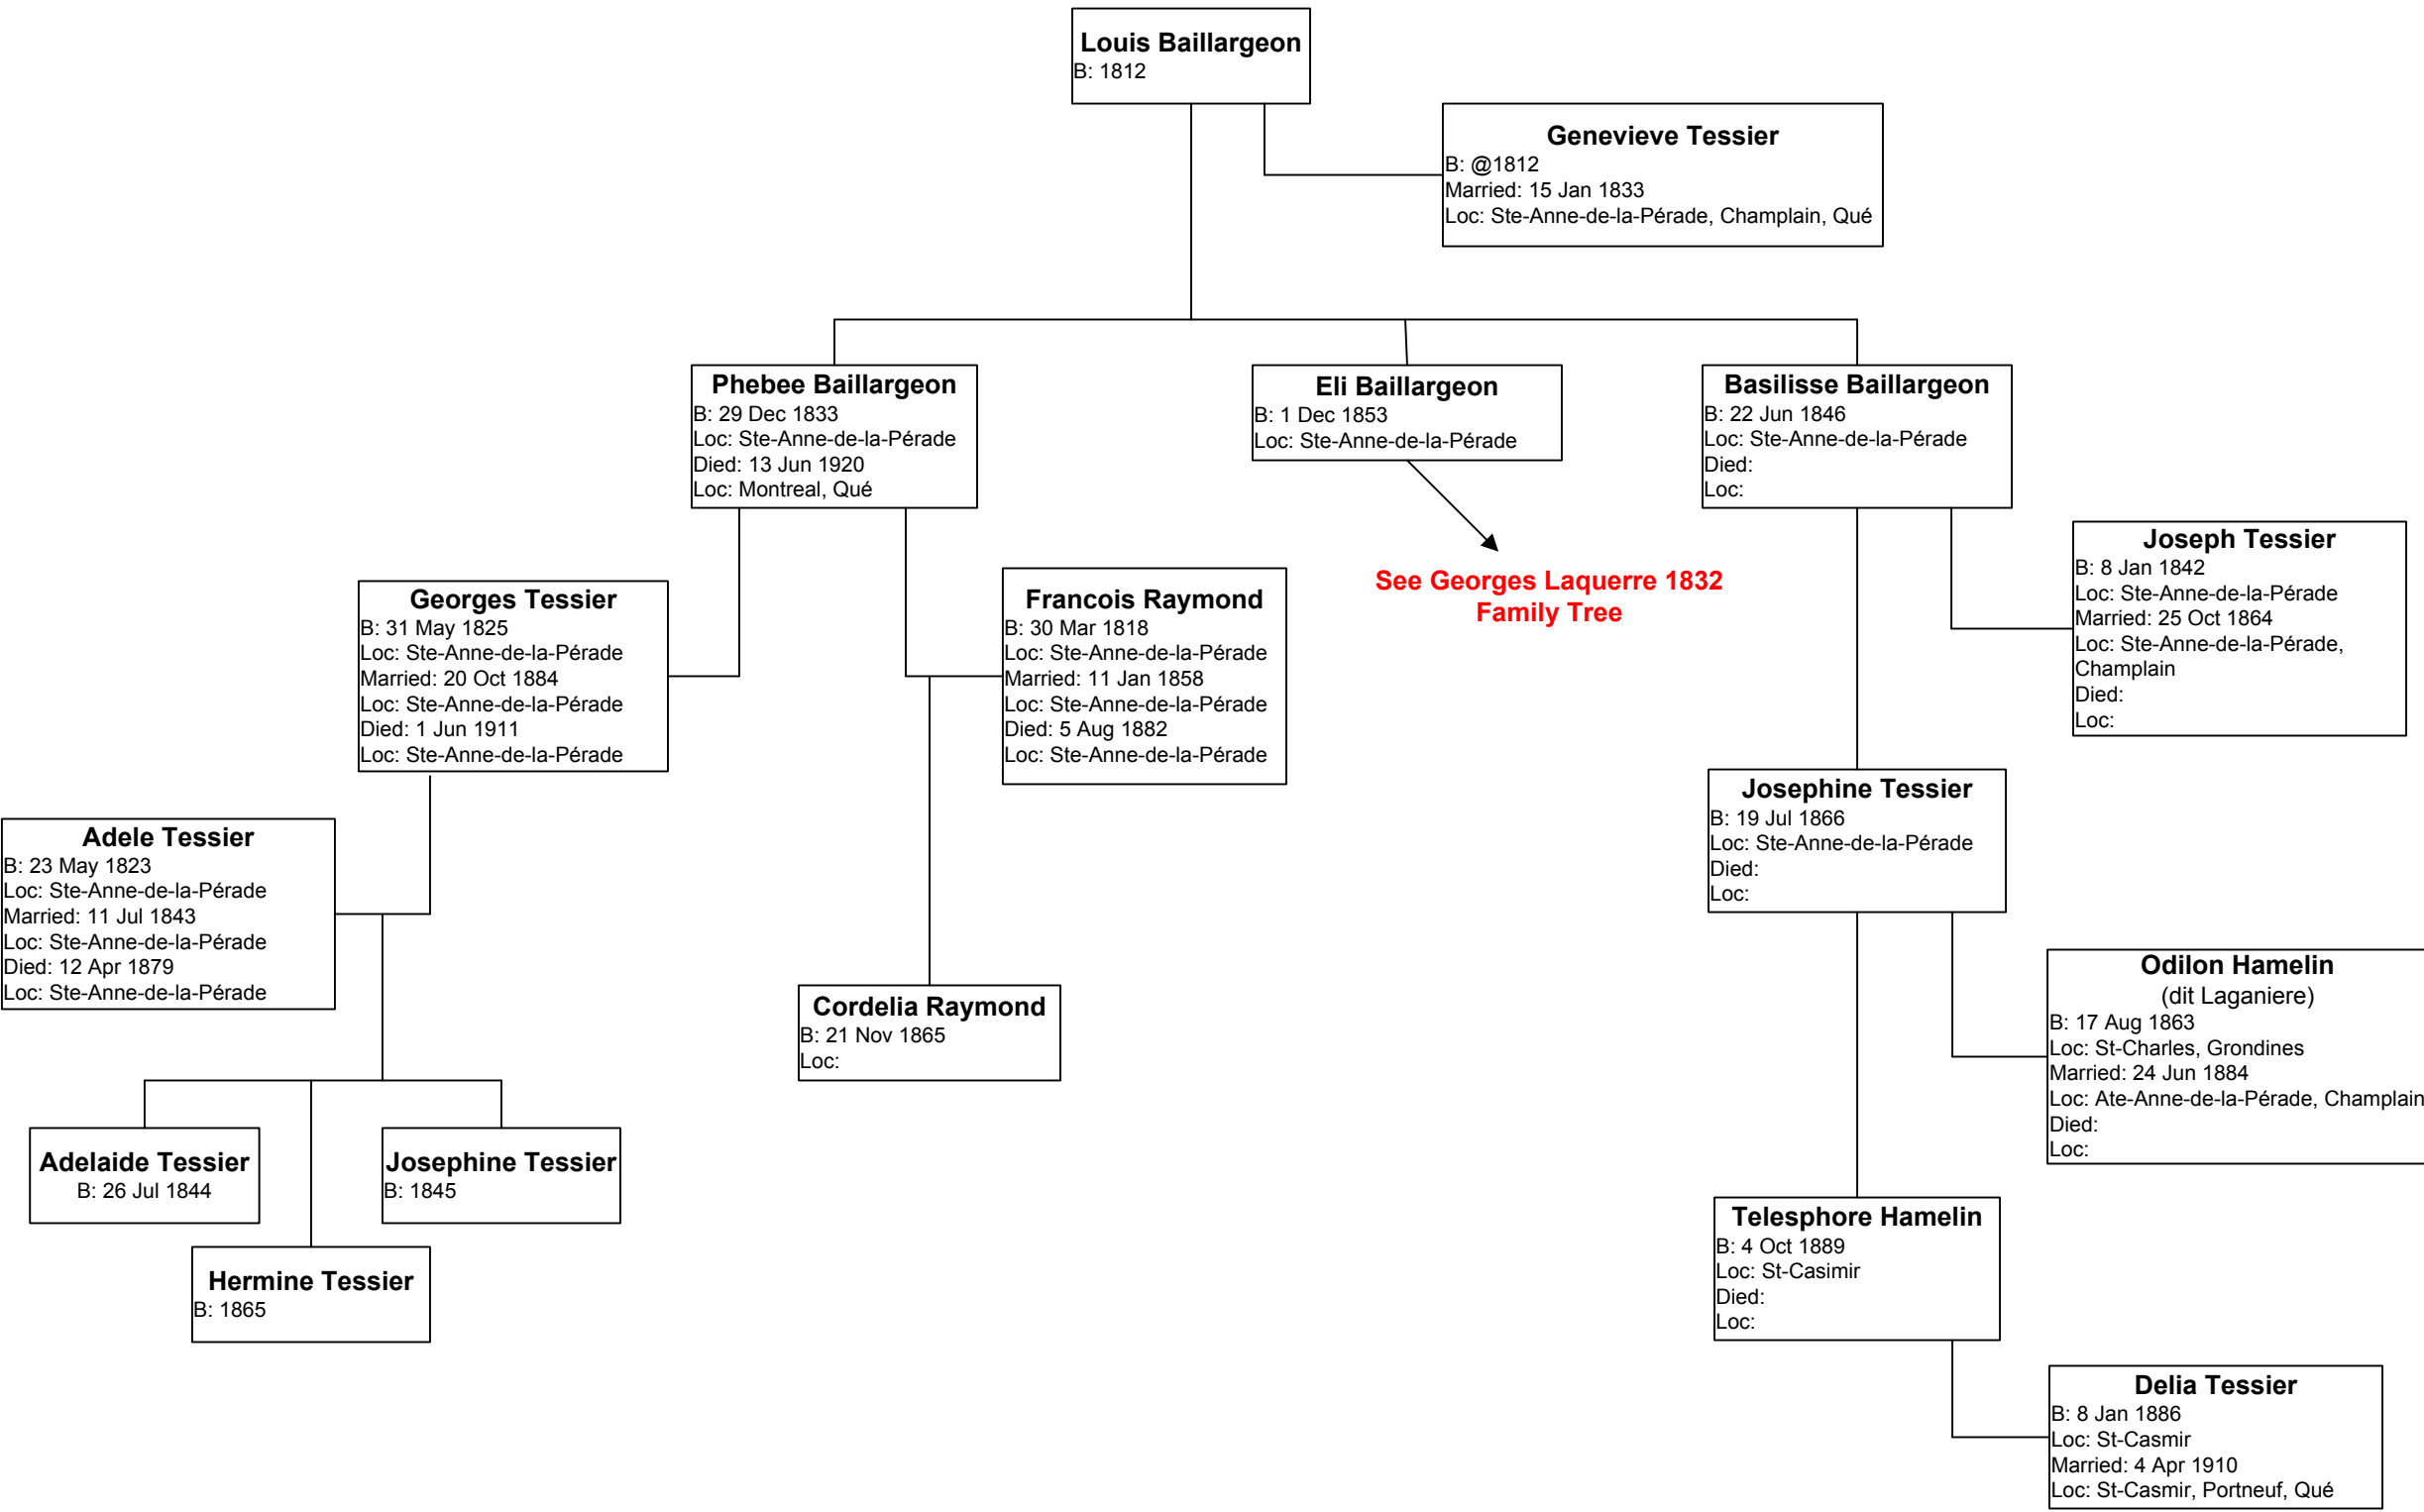 Louis Baillargeon
B: 1812
Genevieve Tessier
B: @1812
Married: 15 Jan 1833
Loc: Ste-Anne-de-la-Pérade, Champlain, Qué
Phebee Baillargeon
B: 29 Dec 1833
Loc: Ste-Anne-de-la-Pérade
Died: 13 Jun 1920
Loc: Montreal, Qué
Eli Baillargeon
B: 1 Dec 1853
Loc: Ste-Anne-de-la-Pérade
Basilisse Baillargeon
B: 22 Jun 1846
Loc: Ste-Anne-de-la-Pérade
Died:
Loc:
Joseph Tessier
B: 8 Jan 1842
Loc: Ste-Anne-de-la-Pérade
Married: 25 Oct 1864
Loc: Ste-Anne-de-la-Pérade,
Champlain
Died:
Loc:
Georges Tessier
B: 31 May 1825
Loc: Ste-Anne-de-la-Pérade
Married: 20 Oct 1884
Loc: Ste-Anne-de-la-Pérade
Died: 1 Jun 1911
Loc: Ste-Anne-de-la-Pérade
Francois Raymond
B: 30 Mar 1818
Loc: Ste-Anne-de-la-Pérade
Married: 11 Jan 1858
Loc: Ste-Anne-de-la-Pérade
Died: 5 Aug 1882
Loc: Ste-Anne-de-la-Pérade
See Georges Laquerre 1832
Family Tree
Adele Tessier
B: 23 May 1823
Loc: Ste-Anne-de-la-Pérade
Married: 11 Jul 1843
Loc: Ste-Anne-de-la-Pérade
Died: 12 Apr 1879
Loc: Ste-Anne-de-la-Pérade
Josephine Tessier
B: 19 Jul 1866
Loc: Ste-Anne-de-la-Pérade
Died:
Loc:
Cordelia Raymond
B: 21 Nov 1865
Loc:
Odilon Hamelin
(dit Laganiere)
B: 17 Aug 1863
Loc: St-Charles, Grondines
Married: 24 Jun 1884
Loc: Ate-Anne-de-la-Pérade, Champlain
Died:
Loc:
Adelaide Tessier
B: 26 Jul 1844
Josephine Tessier
B: 1845
Hermine Tessier
B: 1865
Telesphore Hamelin
B: 4 Oct 1889
Loc: St-Casimir
Died:
Loc:
Delia Tessier
B: 8 Jan 1886
Loc: St-Casmir
Married: 4 Apr 1910
Loc: St-Casmir, Portneuf, Qué